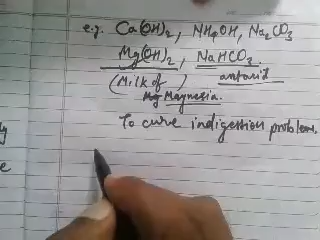 e.g. Ca(OH)2, NH4OH, Na2CO3
Mg(OH)2, NaHCO3
(Milk of ) antacid
Magnesia.
To cure indigestion problem.